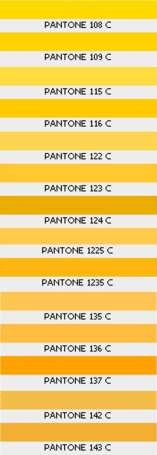 PANTONE 108 C
PANTONE 109 C
PANTONE 115 C
PANTONE 116 C
PANTONE 122 C
PANTONE 123 C
PANTONE 124 C
PANTONE 1225 C
PANTONE 1235 C
PANTONE 135 C
PANTONE 136 C
PANTONE 137 C
PANTONE 142 C
PANTONE 143 C